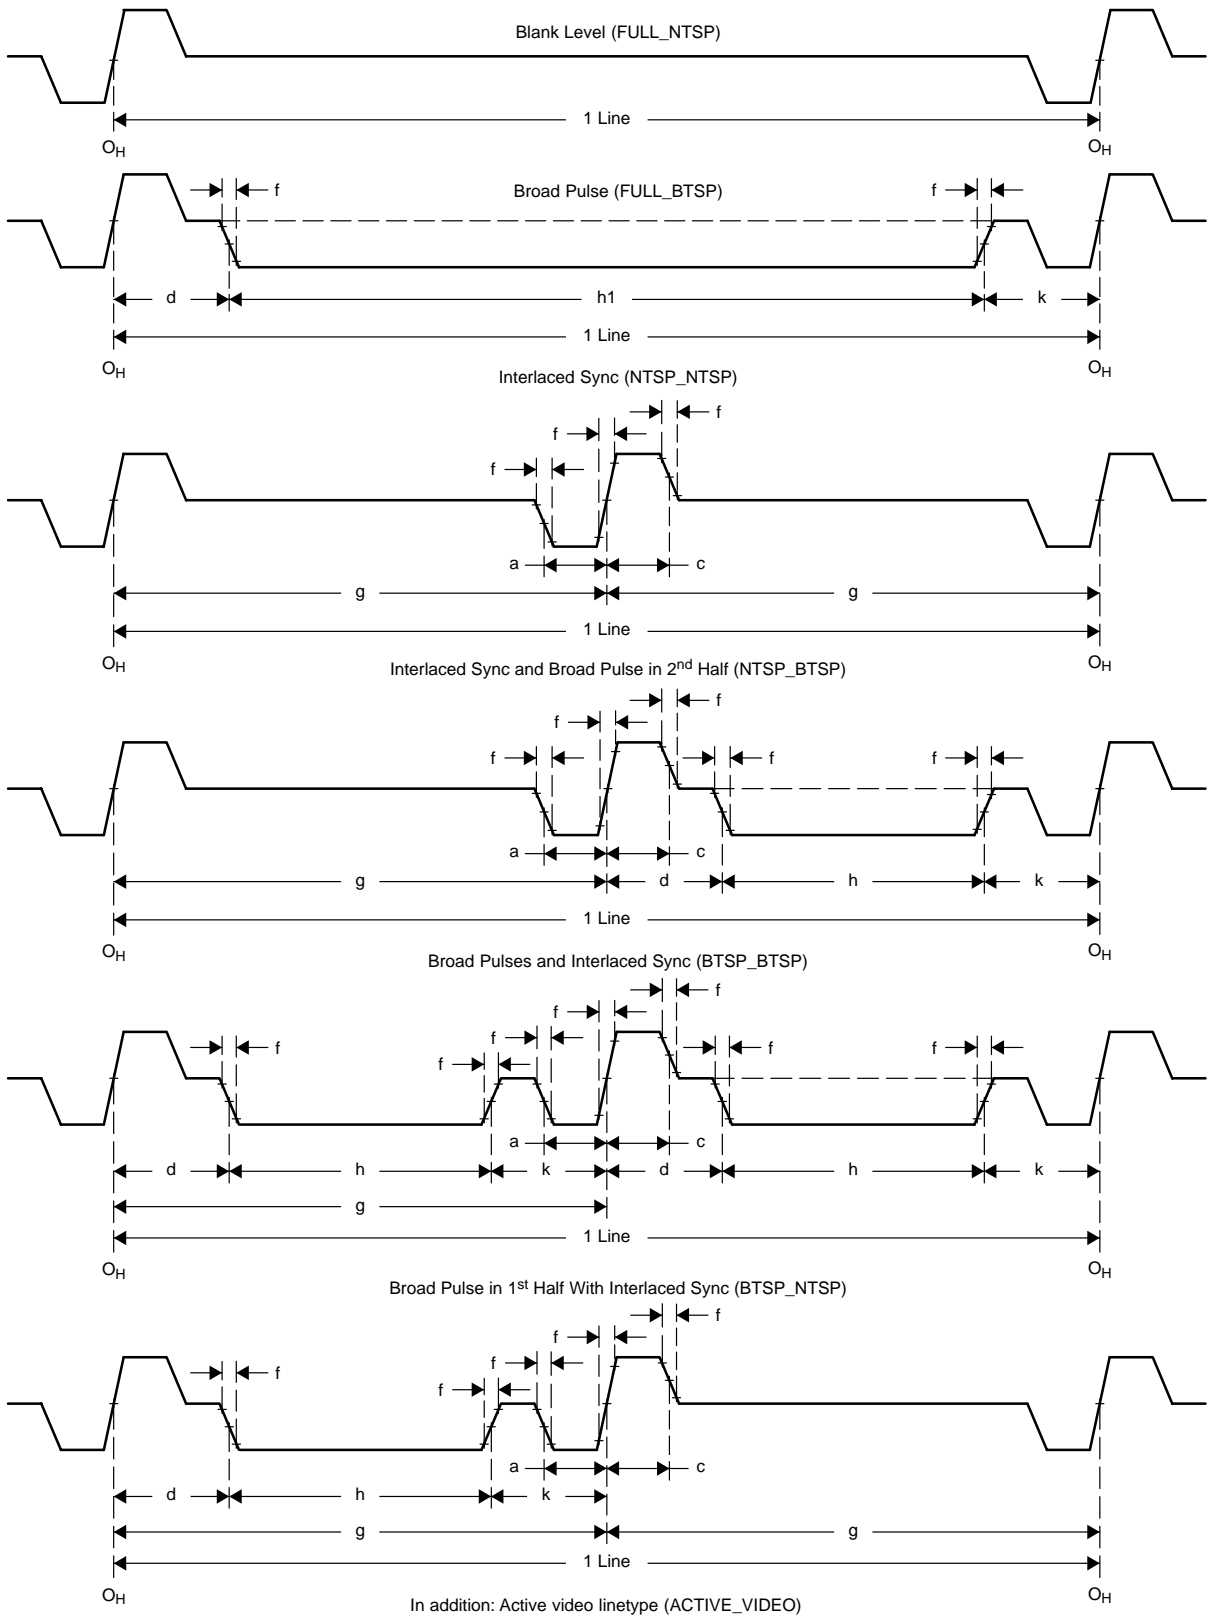 Blank Level (FULL_NTSP)
1 Line
OH OH
f Broad Pulse (FULL_BTSP) f
d h1 k
1 Line
OH OH
Interlaced Sync (NTSP_NTSP)
f
f
f
a c
g g
1 Line
OH OH
Interlaced Sync and Broad Pulse in 2nd Half (NTSP_BTSP)
f
f
f f f
a c
g d h k
1 Line
OH OH
Broad Pulses and Interlaced Sync (BTSP_BTSP)
f
f
f
f f f
f
a c
d h k d h k
g
1 Line
OH OH
Broad Pulse in 1st Half With Interlaced Sync (BTSP_NTSP)
f
f
f
f
f
a c
d h k
g g
1 Line
OH OH
In addition: Active video linetype (ACTIVE_VIDEO)